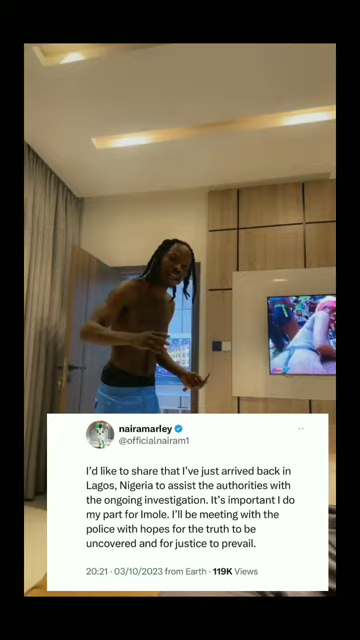 nairamarley
@officialnairam1
I'd like to share that I've just arrived back in
Lagos, Nigeria to assist the authorities with
the ongoing investigation. It's important I do
my part for Imole. I'll be meeting with the
police with hopes for the truth to be
uncovered and for justice to prevail.
20:21 · 03/10/2023 from Earth · 119K Views